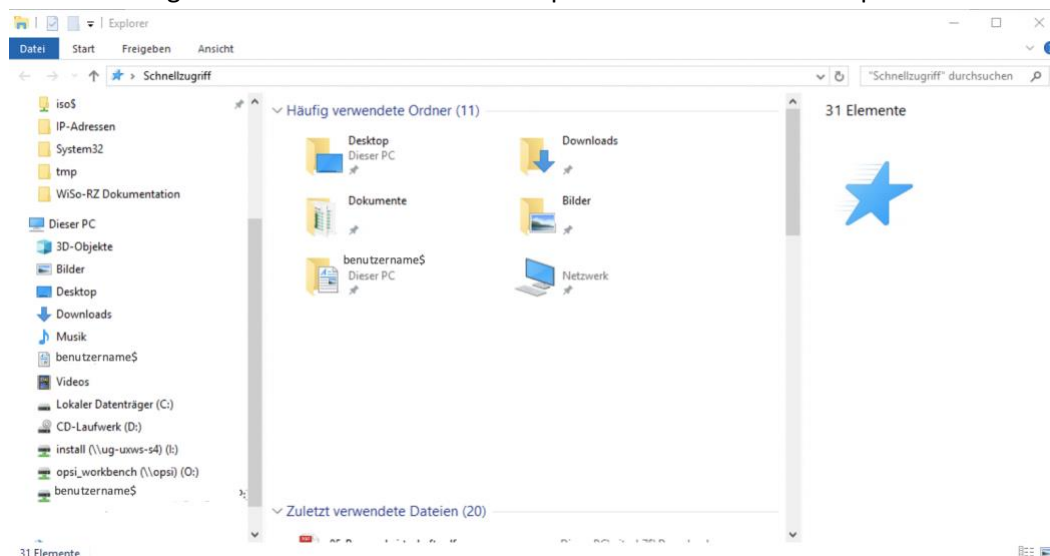 Explorer
Datei Start Freigeben Ansicht
Schnellzugriff
"Schnellzugriff" durchsuchen
iso$
IP-Adressen
System32
tmp
WiSo-RZ Dokumentation
Dieser PC
3D-Objekte
Bilder
Desktop
Downloads
Musik
benutzername$
Videos
Lokaler Datenträger (C:)
CD-Laufwerk (D:)
install (\\ug-uxws-s4) (I:)
opsi_workbench (\\opsi) (O:)
benutzername$
Häufig verwendete Ordner (11)
Desktop
Dieser PC
Downloads
Dokumente
Bilder
benutzername$
Dieser PC
Netzwerk
Zuletzt verwendete Dateien (20)
31 Elemente
31 Elemente